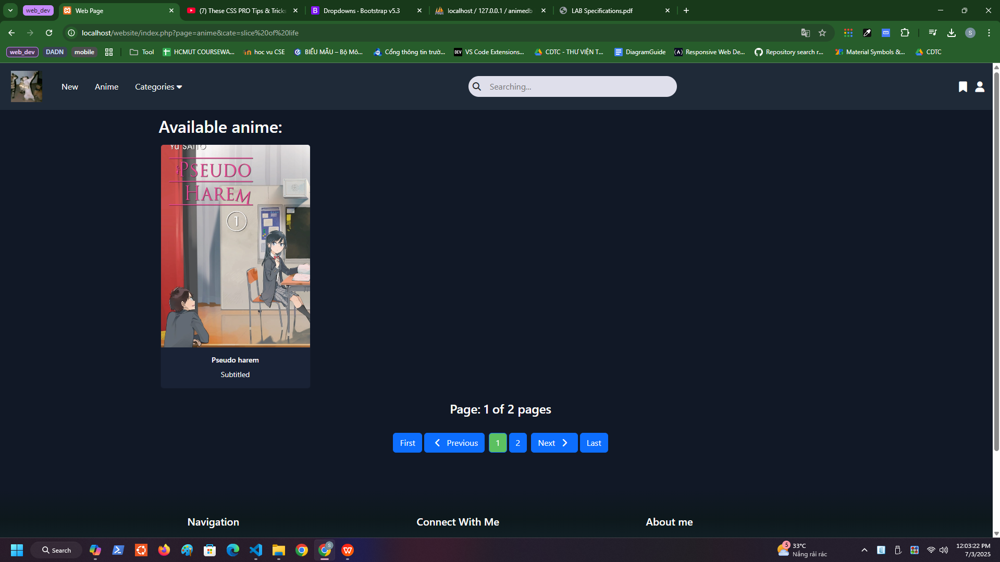 web_dev
Web Page
(7) These CSS PRO Tips & Tricks
Dropdowns · Bootstrap v5.3
localhost / 127.0.0.1 / animedb
LAB Specifications.pdf
localhost/website/index.php?page=anime&cate=slice%20of%20life
S
web_dev
DADN
mobile
Tool
HCMUT COURSEWA...
hoc vu CSE
BIỂU MẪU – Bộ Mô...
Cổng thông tin trườ...
DEV
VS Code Extensions...
CDTC - THƯ VIỆN T...
DiagramGuide
Responsive Web De...
Repository search r...
Material Symbols &...
CDTC
New
Anime
Categories
Searching...
Available anime:
Yu SAITO
PSEUDO
HAREM
1
Pseudo harem
Subtitled
Page: 1 of 2 pages
First
Previous
1
2
Next
Last
Navigation
Connect With Me
About me
Search
S
5
33°C
Nắng rải rác
E
12:03:22 PM
7/3/2025